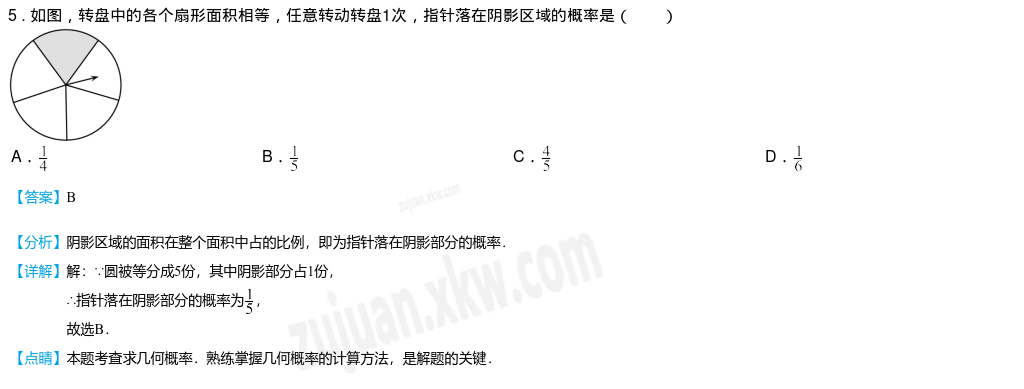 5．如图，转盘中的各个扇形面积相等，任意转动转盘1次，指针落在阴影区域的概率是（　　）
A．1/4　B．1/5　C．4/5　D．1/6
【答案】B
zujuan.xkw.com
【分析】阴影区域的面积在整个面积中占的比例，即为指针落在阴影部分的概率．
【详解】解：∵圆被等分成5份，其中阴影部分占1份，
∴指针落在阴影部分的概率为1/5，
zujuan.xkw.com
故选B．
【点睛】本题考查求几何概率．熟练掌握几何概率的计算方法，是解题的关键．